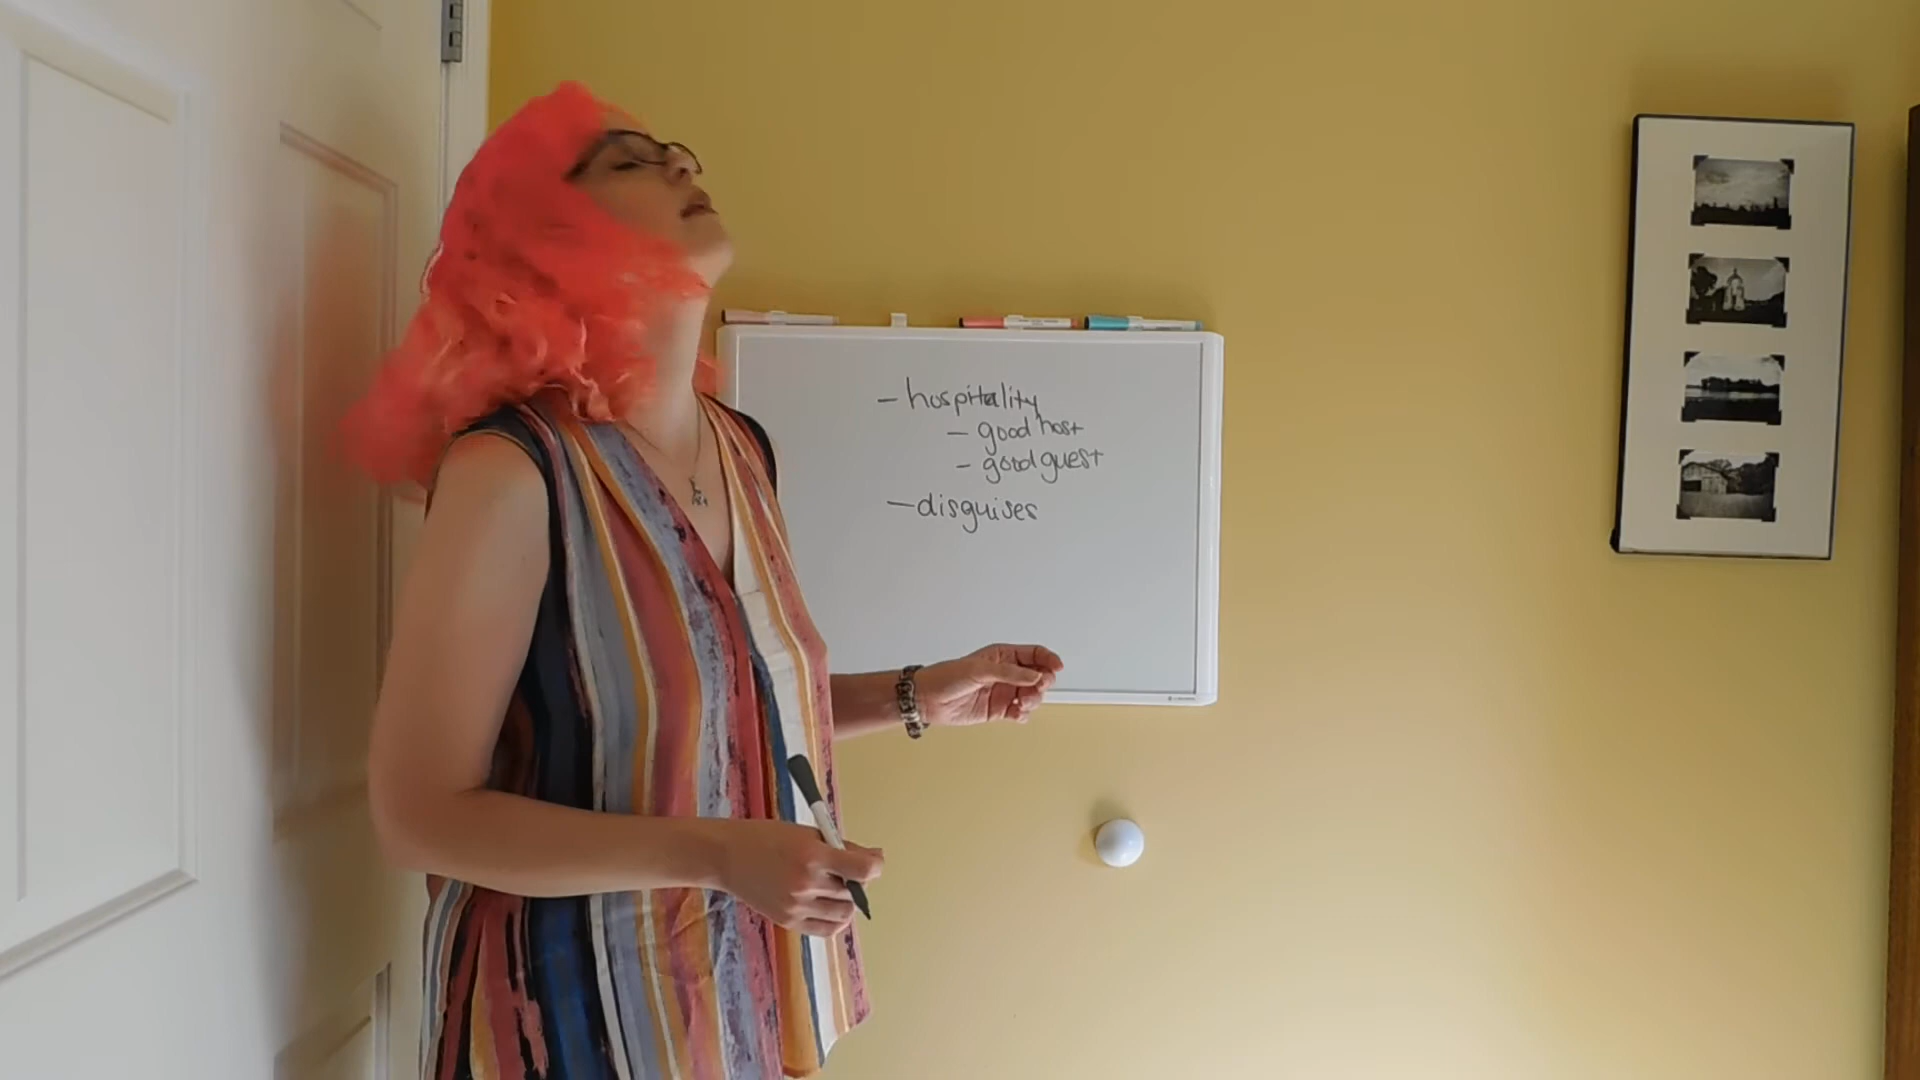 – hospitality
– good host
– good guest
– disguises